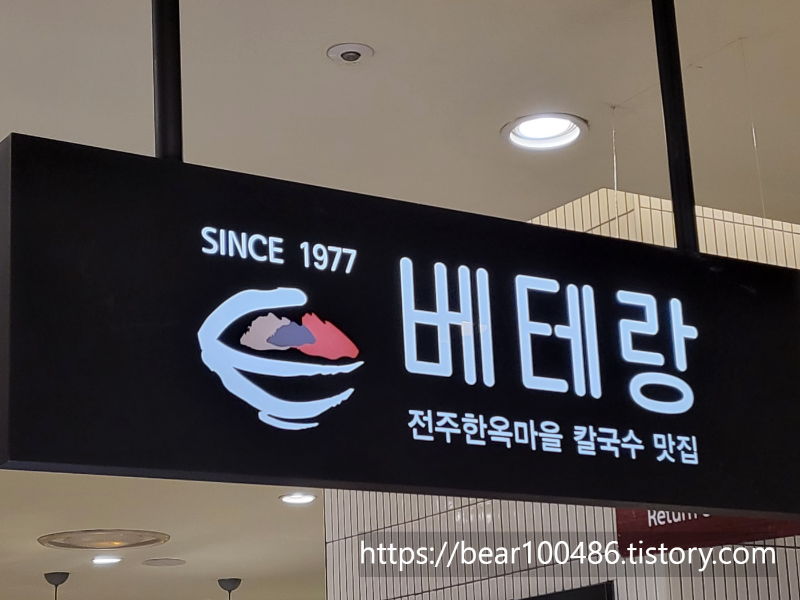 SINCE 1977
베테랑
전주한옥마을 칼국수 맛집
Return
https://bear100486.tistory.com